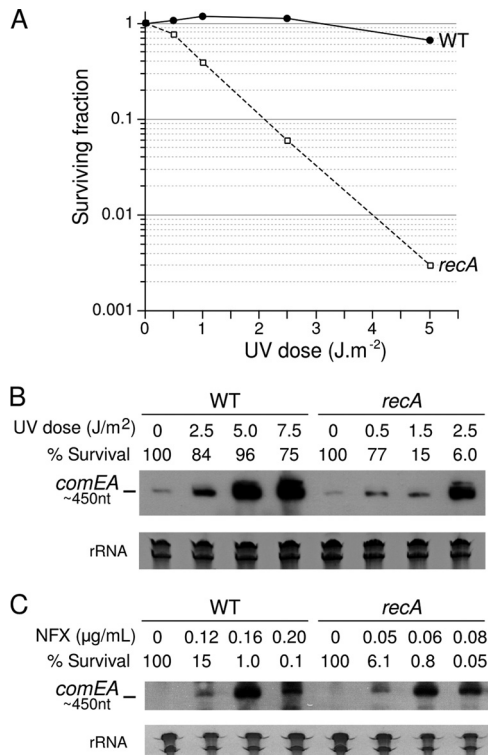 A
1
0.1
0.01
0.001
Surviving fraction
WT
recA
0 1 2 3 4 5
UV dose (J.m-2)
B
WT recA
UV dose (J/m2) 0 2.5 5.0 7.5 0 0.5 1.5 2.5
% Survival 100 84 96 75 100 77 15 6.0
comEA
~450nt
rRNA
C
WT recA
NFX (µg/mL) 0 0.12 0.16 0.20 0 0.05 0.06 0.08
% Survival 100 15 1.0 0.1 100 6.1 0.8 0.05
comEA
~450nt
rRNA